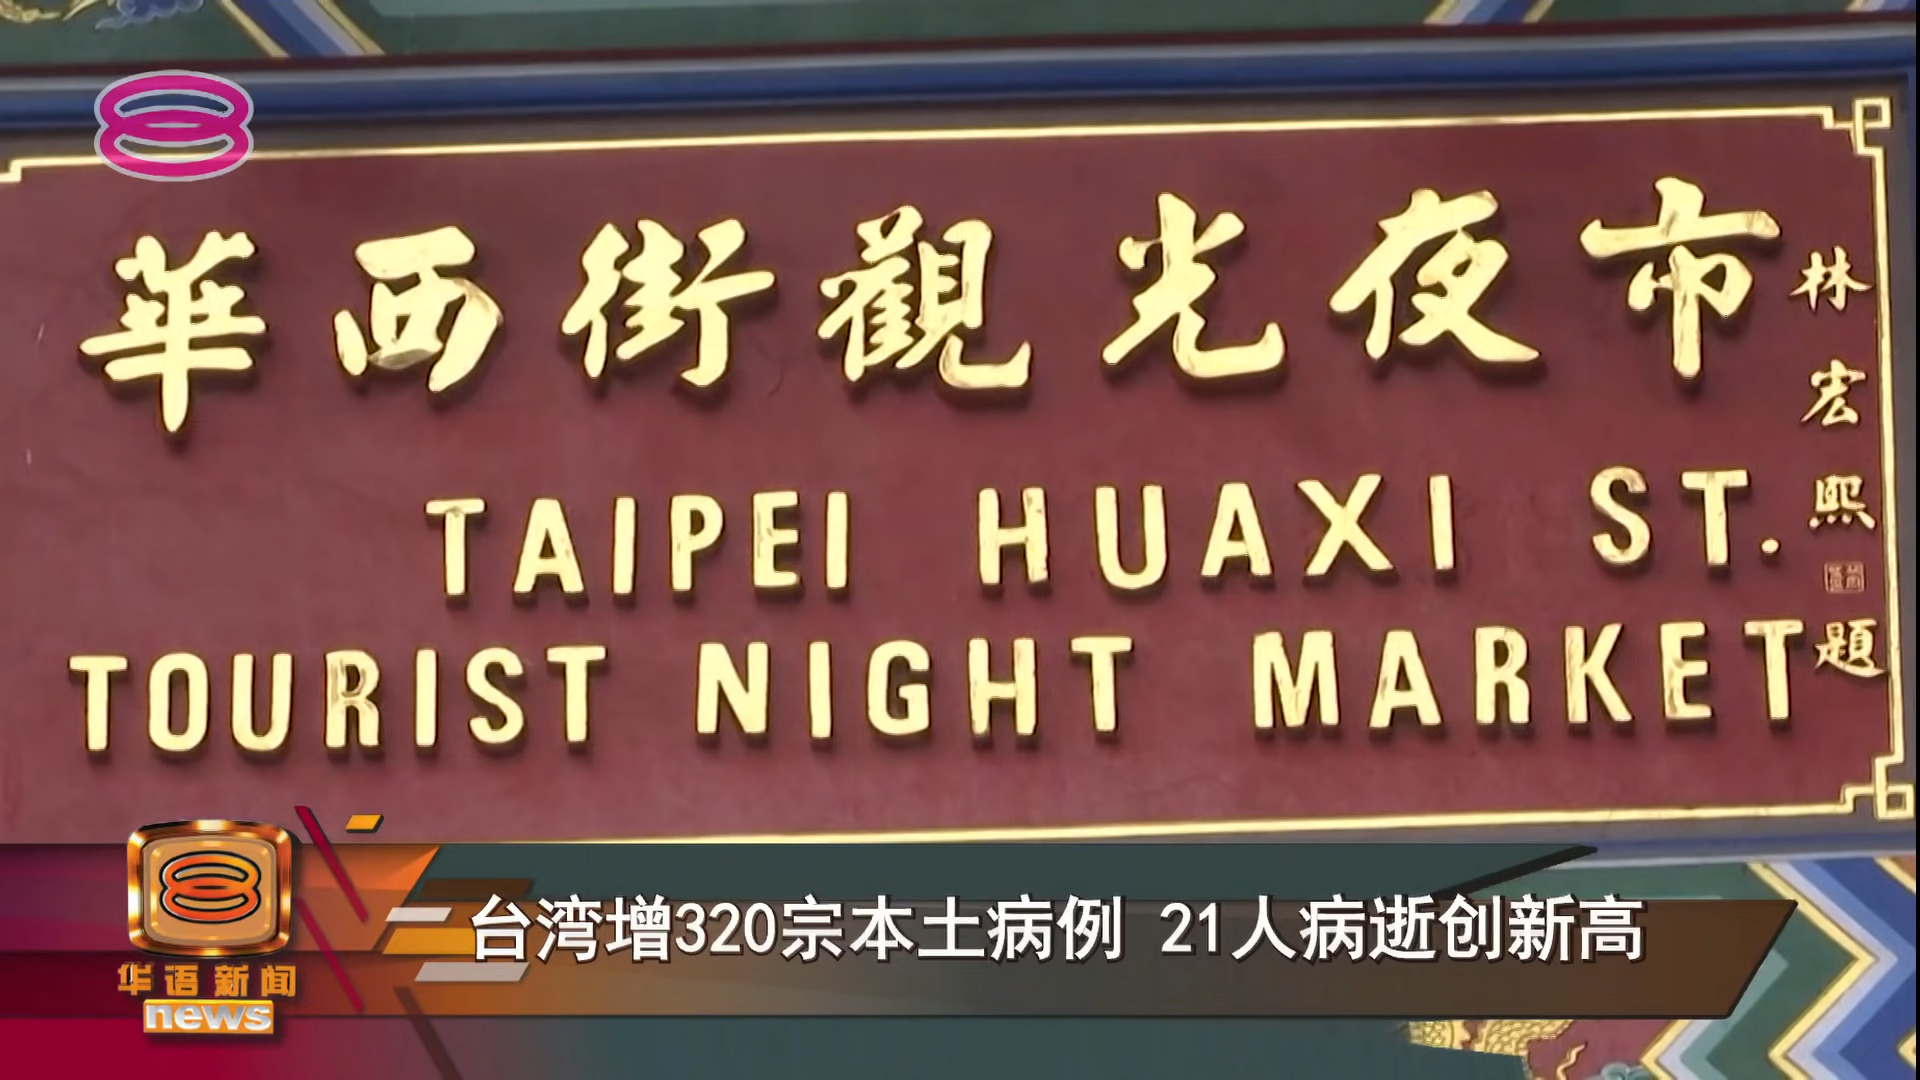 華西街觀光夜市
林宏熙題
TAIPEI HUAXI ST.
TOURIST NIGHT MARKET
台湾增320宗本土病例 21人病逝创新高
华语新闻
news